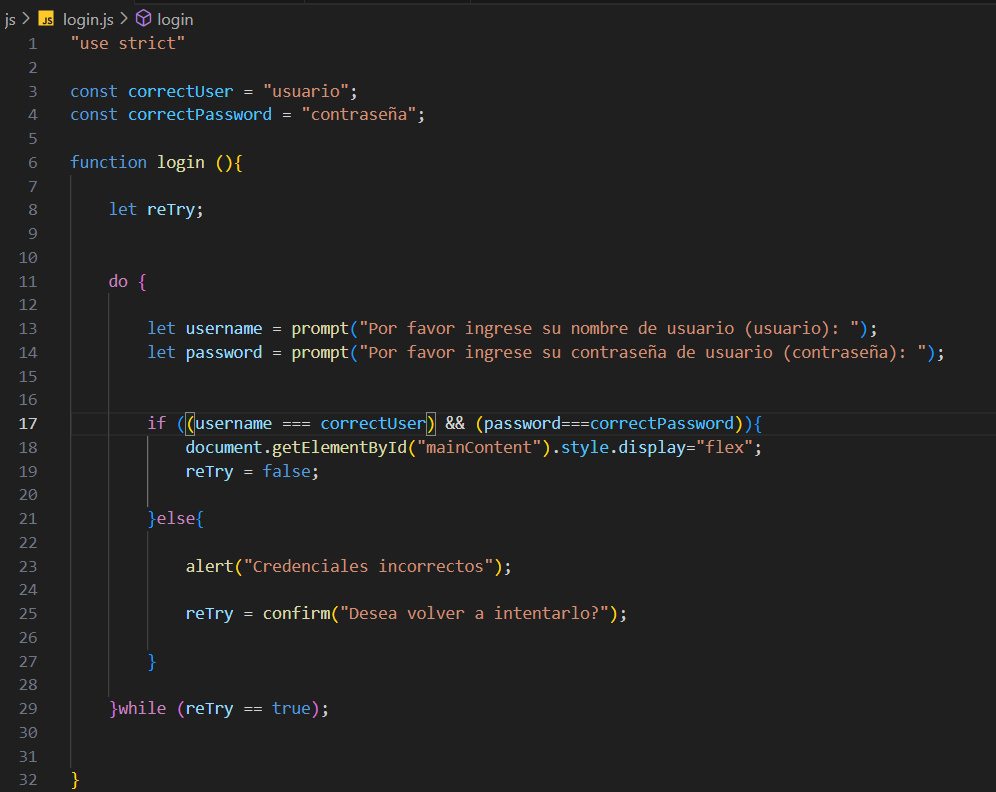 js > JS login.js > login
1 "use strict"
2
3 const correctUser = "usuario";
4 const correctPassword = "contraseña";
5
6 function login (){
7
8 let reTry;
9
10
11 do {
12
13 let username = prompt("Por favor ingrese su nombre de usuario (usuario): ");
14 let password = prompt("Por favor ingrese su contraseña de usuario (contraseña): ");
15
16
17 if ((username === correctUser) && (password===correctPassword)){
18 document.getElementById("mainContent").style.display="flex";
19 reTry = false;
20
21 }else{
22
23 alert("Credenciales incorrectos");
24
25 reTry = confirm("Desea volver a intentarlo?");
26
27 }
28
29 }while (reTry == true);
30
31
32 }